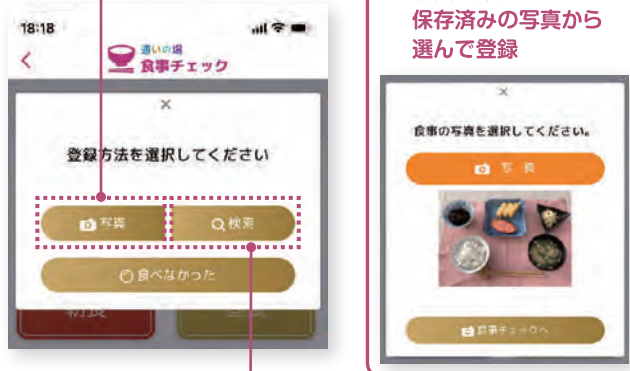 18:18
通いの場
食事チェック
登録方法を選択してください
写真
検索
食べなかった
朝食
保存済みの写真から
選んで登録
食事の写真を選択してください。
写真
食事チェックへ